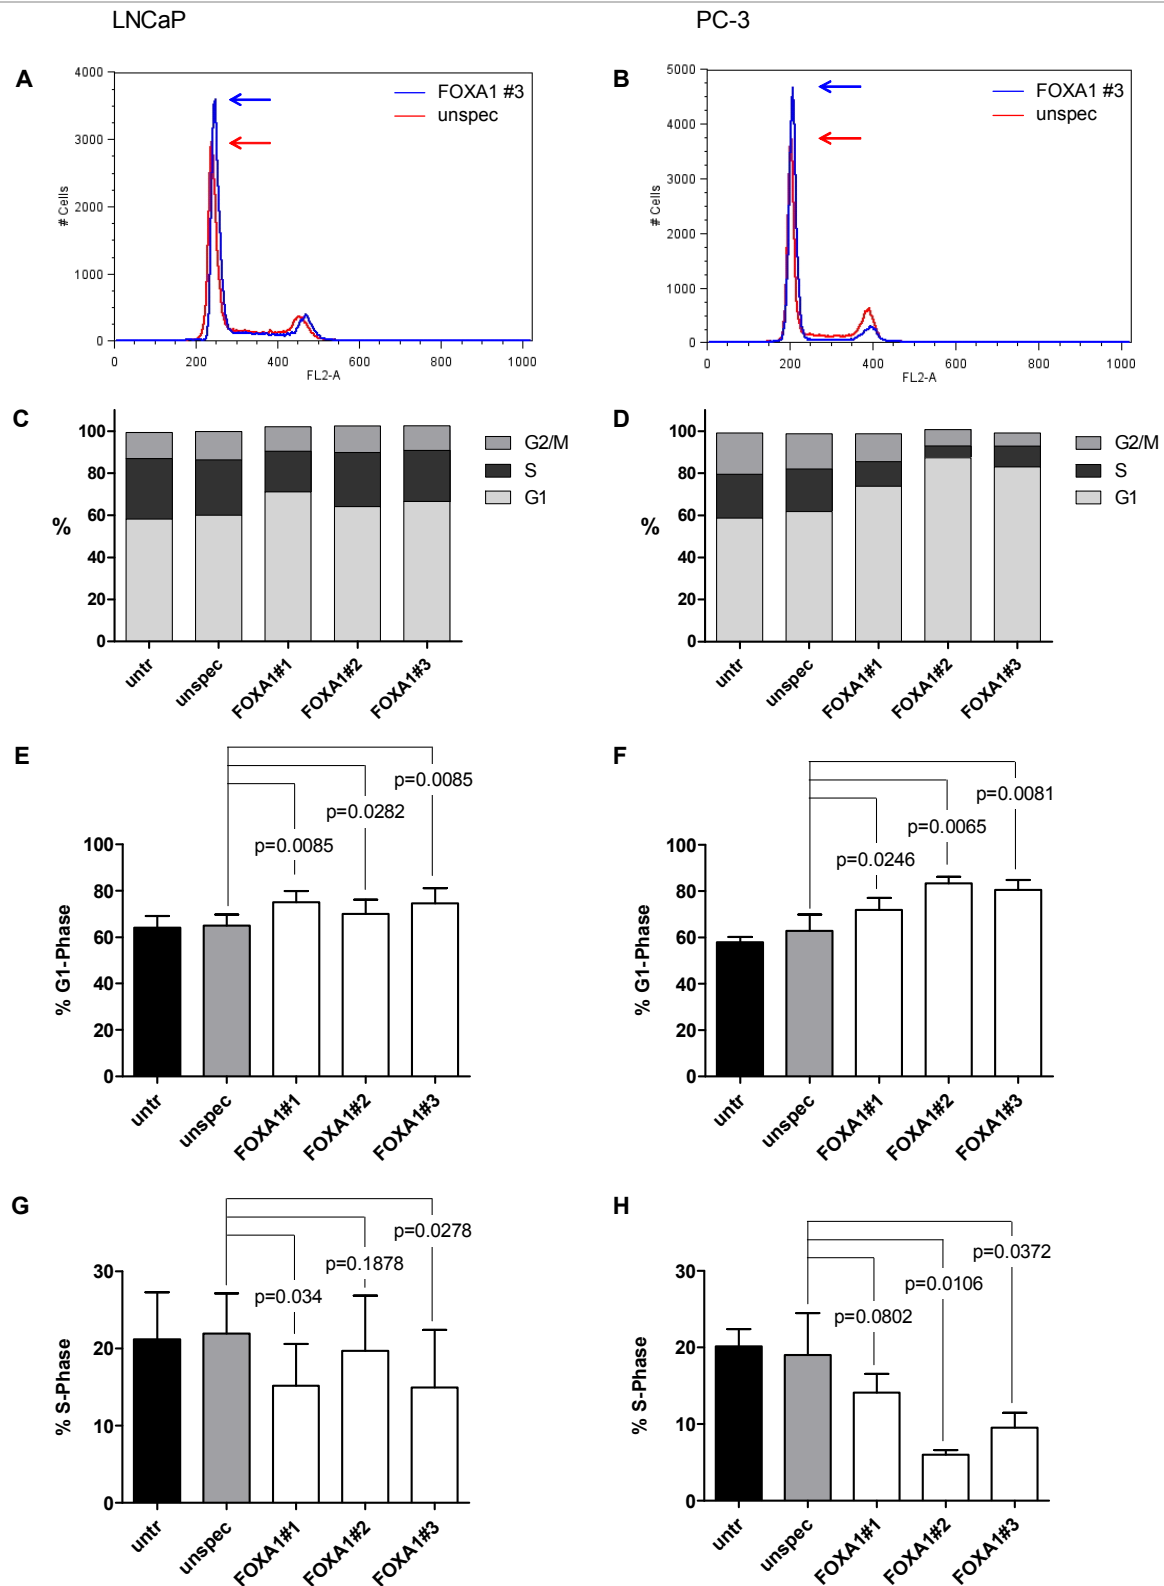 LNCaP
PC-3
A
4000
3000
2000
1000
0
# Cells
FOXA1 #3
unspec
0 200 400 600 800 1000
FL2-A
B
5000
4000
3000
2000
1000
0
# Cells
FOXA1 #3
unspec
0 200 400 600 800 1000
FL2-A
C
100
80
60
40
20
0
%
G2/M
S
G1
untr unspec FOXA1#1 FOXA1#2 FOXA1#3
D
100
80
60
40
20
0
%
G2/M
S
G1
untr unspec FOXA1#1 FOXA1#2 FOXA1#3
E
p=0.0085
p=0.0282
p=0.0085
100
80
60
40
20
0
% G1-Phase
untr unspec FOXA1#1 FOXA1#2 FOXA1#3
F
p=0.0081
p=0.0065
p=0.0246
100
80
60
40
20
0
% G1-Phase
untr unspec FOXA1#1 FOXA1#2 FOXA1#3
G
p=0.0278
p=0.1878
p=0.034
30
20
10
0
% S-Phase
untr unspec FOXA1#1 FOXA1#2 FOXA1#3
H
p=0.0372
p=0.0106
p=0.0802
30
20
10
0
% S-Phase
untr unspec FOXA1#1 FOXA1#2 FOXA1#3